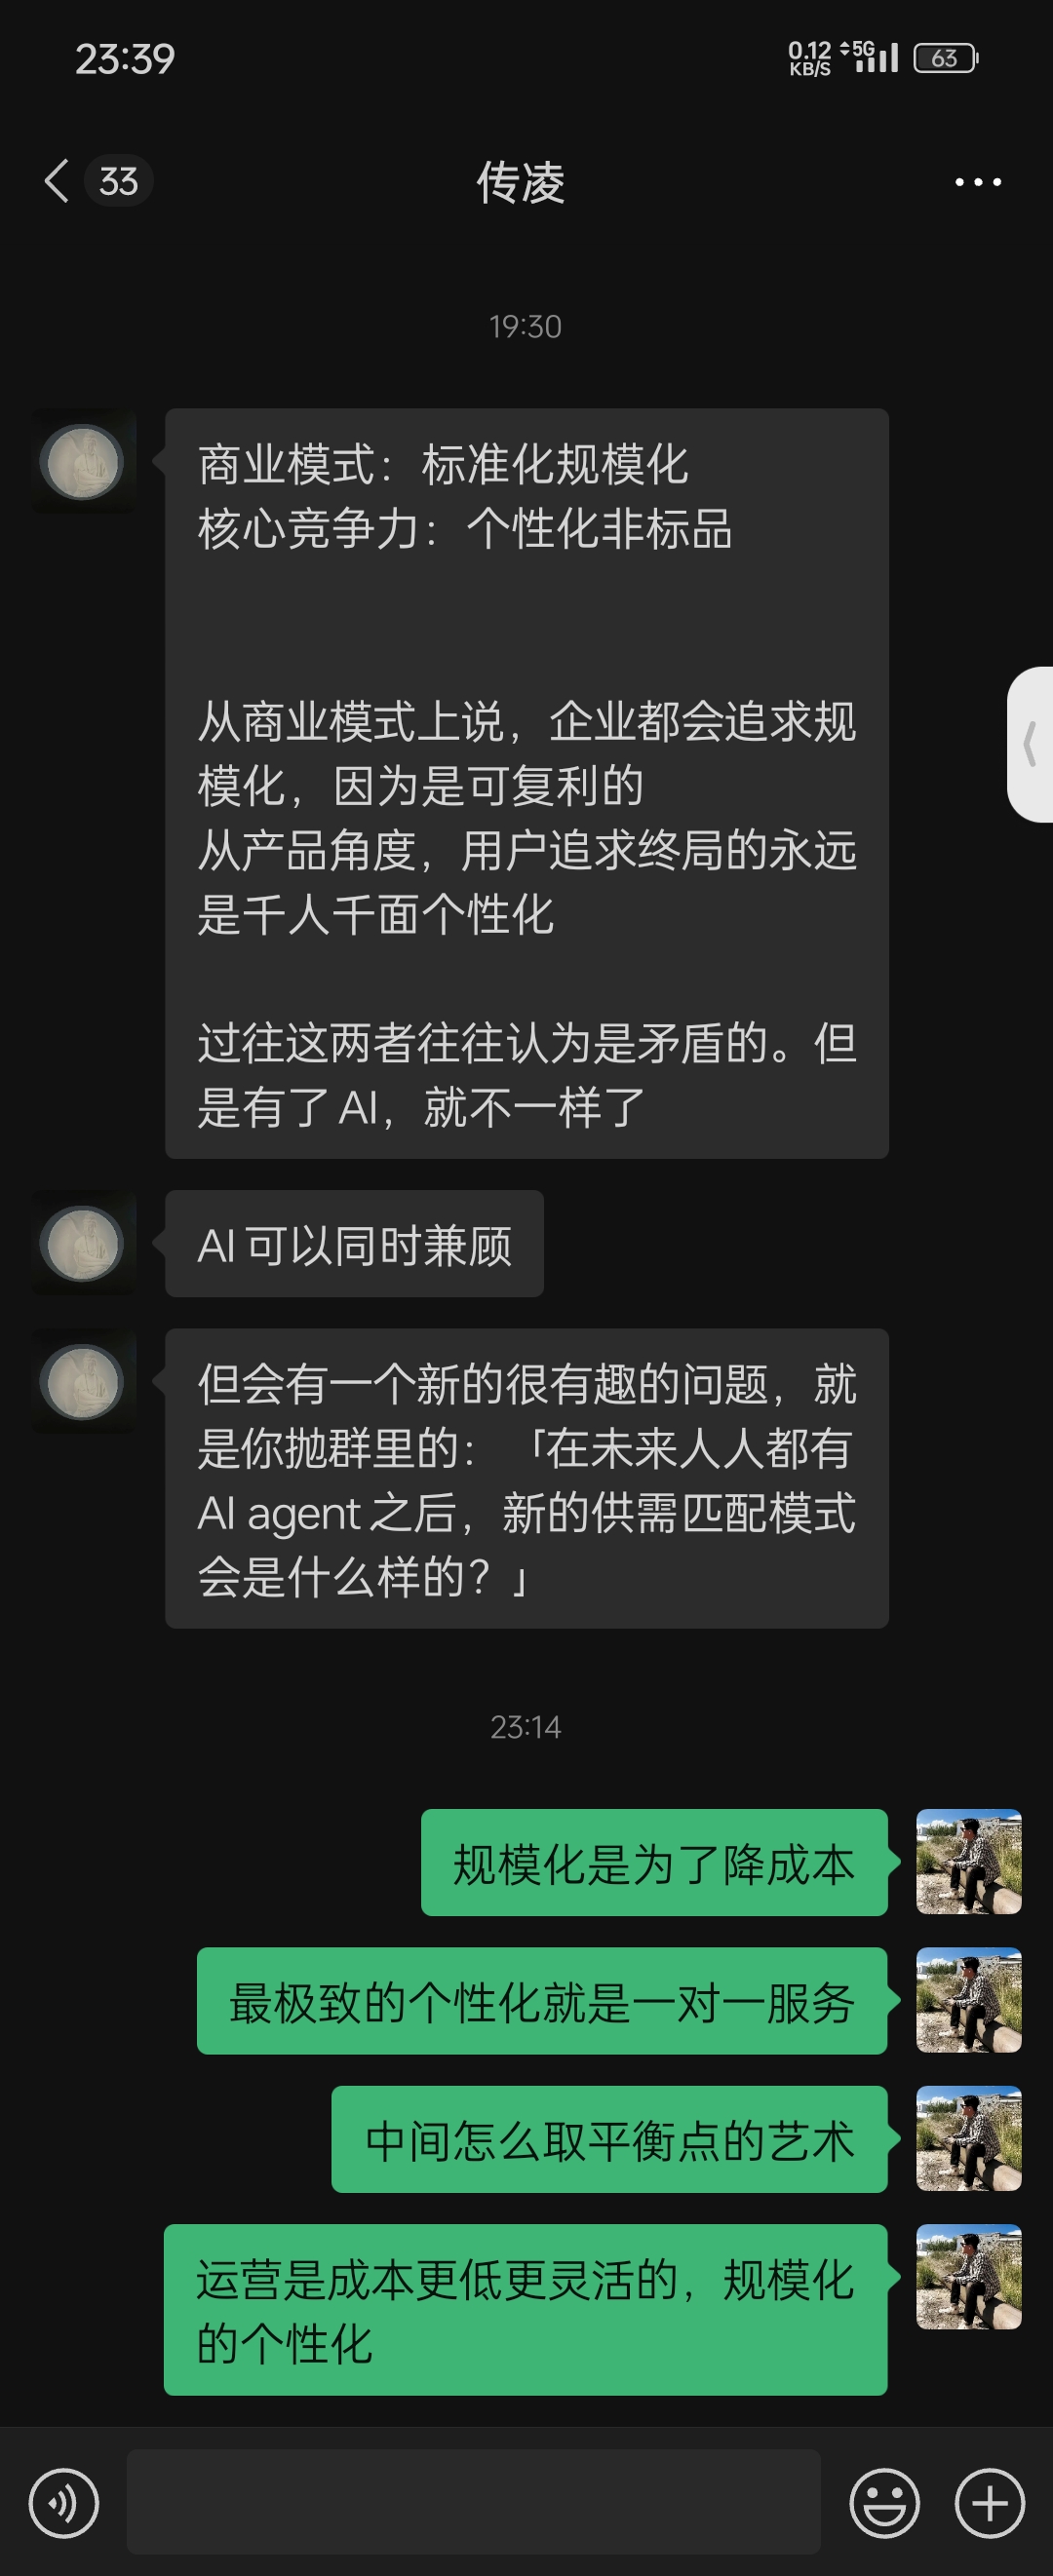 23:39
0.12
KB/S
5G
63
33
传凌
19:30
商业模式：标准化规模化
核心竞争力：个性化非标品
从商业模式上说，企业都会追求规
模化，因为是可复利的
从产品角度，用户追求终局的永远
是千人千面个性化
过往这两者往往认为是矛盾的。但
是有了 AI，就不一样了
AI 可以同时兼顾
但会有一个新的很有趣的问题，就
是你抛群里的：「在未来人人都有
AI agent 之后，新的供需匹配模式
会是什么样的？」
23:14
规模化是为了降成本
最极致的个性化就是一对一服务
中间怎么取平衡点的艺术
运营是成本更低更灵活的，规模化
的个性化